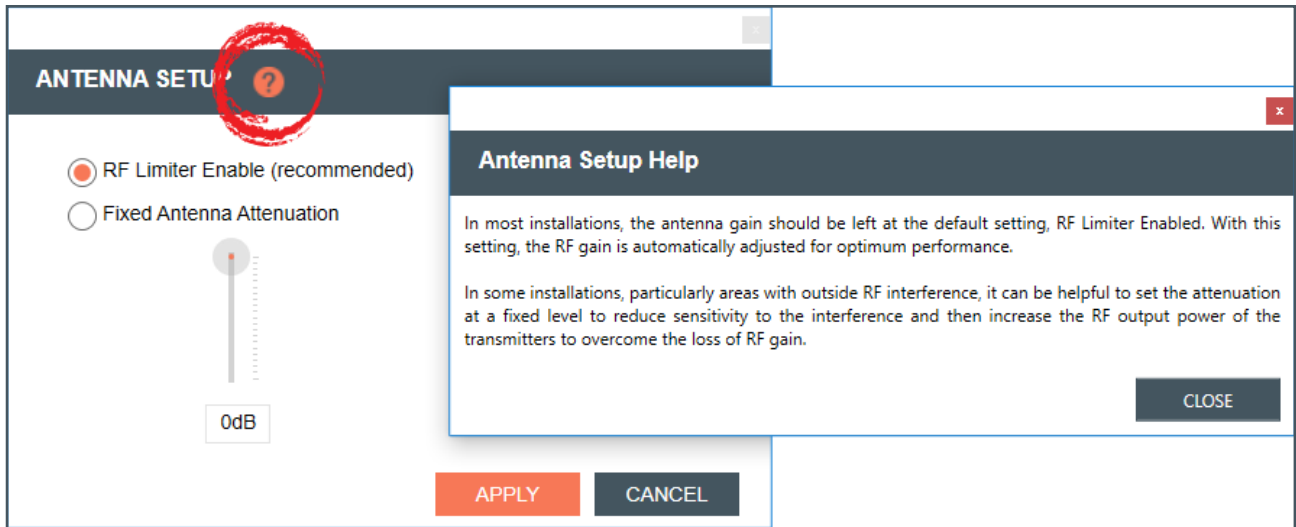 x
ANTENNA SETUP ?
x
Antenna Setup Help
RF Limiter Enable (recommended)
Fixed Antenna Attenuation
0dB
In most installations, the antenna gain should be left at the default setting, RF Limiter Enabled. With this
setting, the RF gain is automatically adjusted for optimum performance.
In some installations, particularly areas with outside RF interference, it can be helpful to set the attenuation
at a fixed level to reduce sensitivity to the interference and then increase the RF output power of the
transmitters to overcome the loss of RF gain.
CLOSE
APPLY
CANCEL